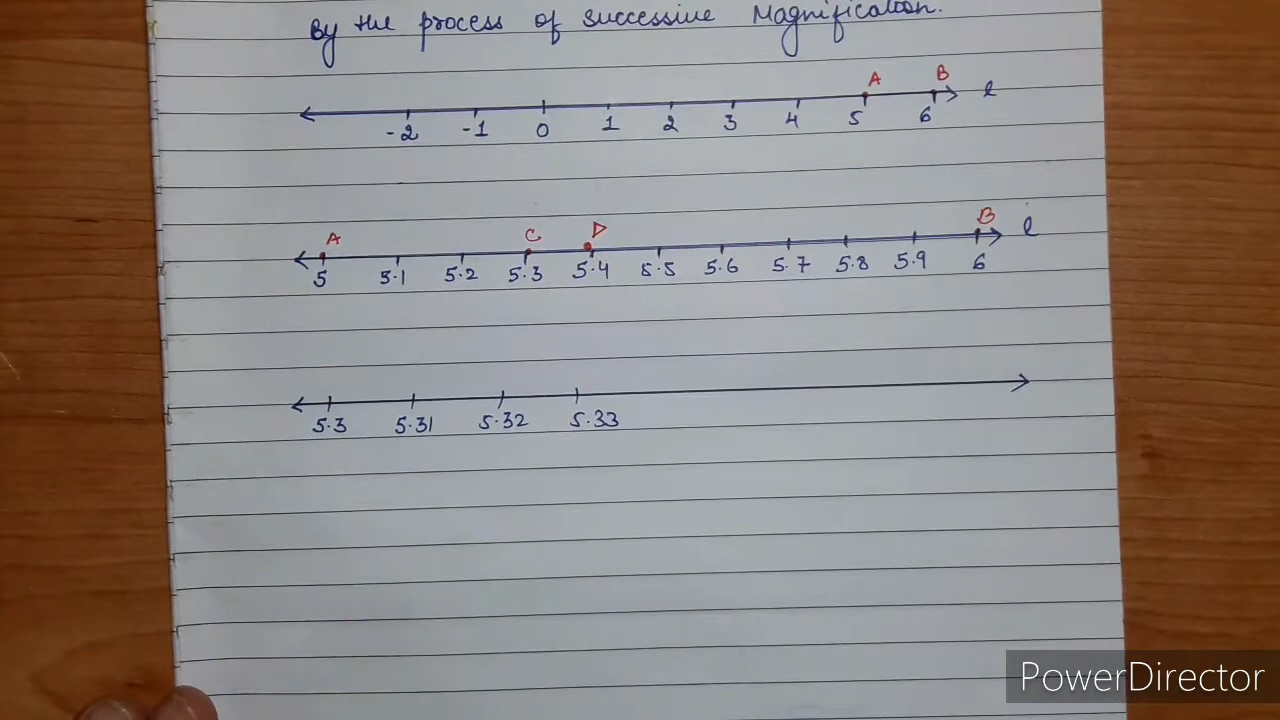 By the process of successive Magnification.
A B
l
-2 -1 0 1 2 3 4 5 6
A C D B
l
5 5.1 5.2 5.3 5.4 5.5 5.6 5.7 5.8 5.9 6
5.3 5.31 5.32 5.33
PowerDirector